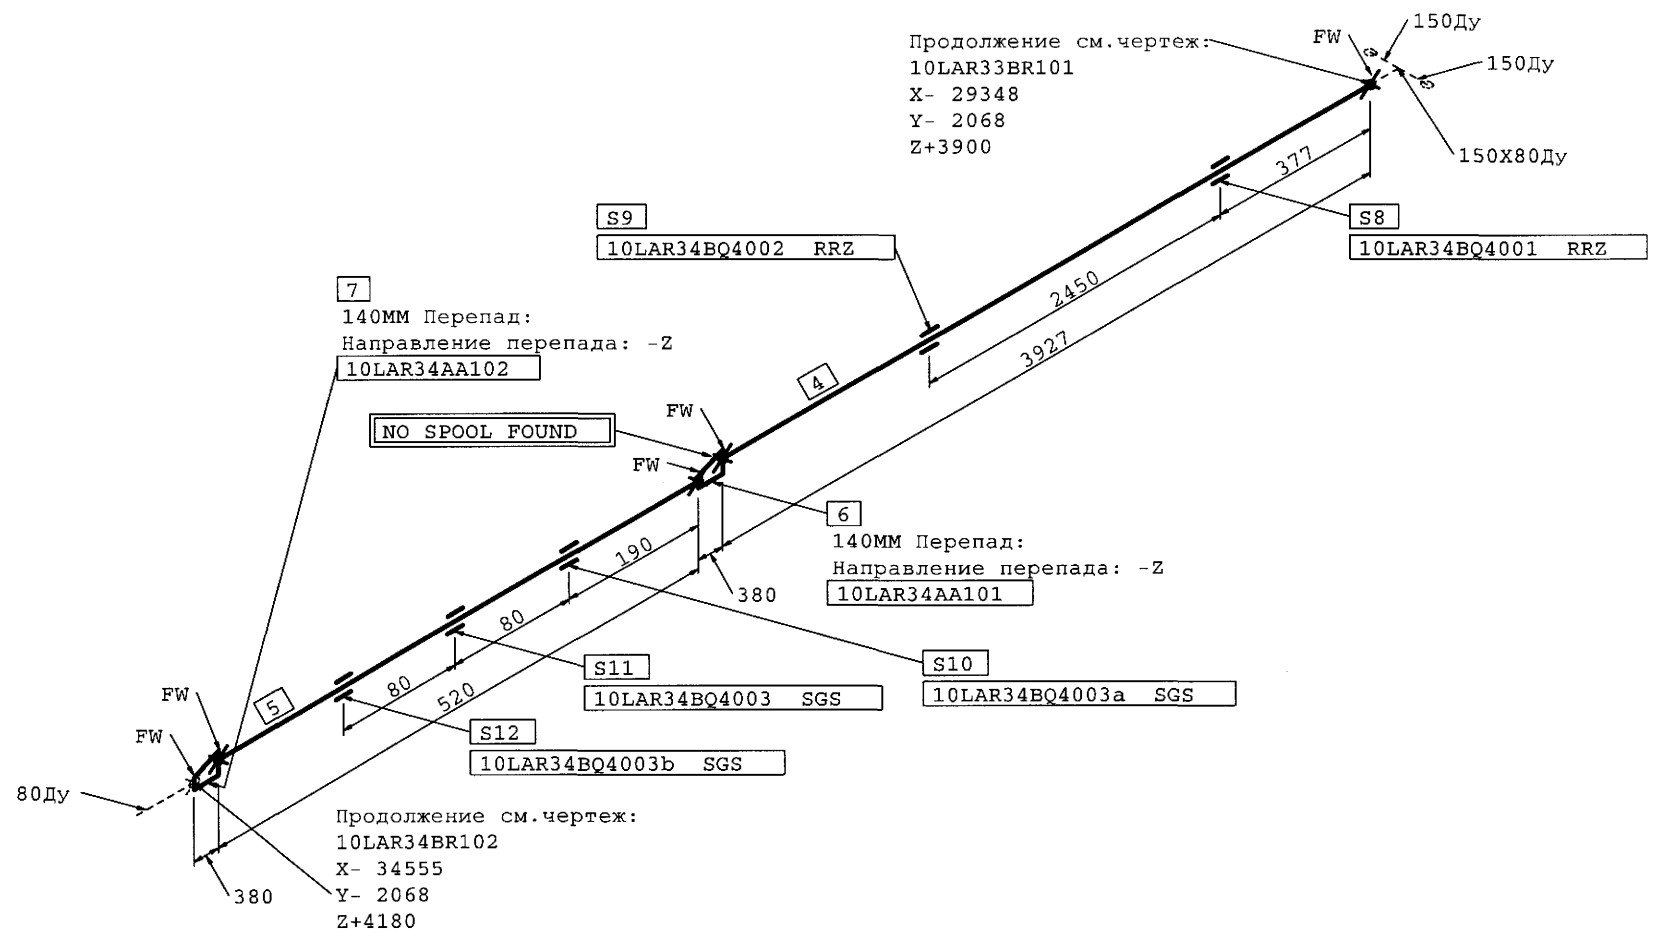 150Ду
FW
150Ду
Продолжение см.чертеж:
10LAR33BR101
X- 29348
Y- 2068
Z+3900
150X80Ду
377
S9
10LAR34BQ4002 RRZ
S8
10LAR34BQ4001 RRZ
2450
3927
7
140ММ Перепад:
Направление перепада: -Z
10LAR34AA102
4
FW
NO SPOOL FOUND
FW
6
140ММ Перепад:
Направление перепада: -Z
10LAR34AA101
190
380
80
S11
10LAR34BQ4003 SGS
S10
10LAR34BQ4003a SGS
80
520
5
FW
FW
S12
10LAR34BQ4003b SGS
80Ду
Продолжение см.чертеж:
10LAR34BR102
X- 34555
Y- 2068
Z+4180
380